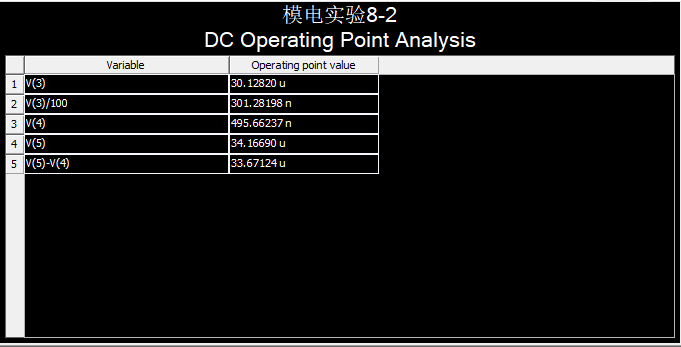 模电实验8-2
DC Operating Point Analysis
Variable Operating point value
1 V(3) 30.12820 u
2 V(3)/100 301.28198 n
3 V(4) 495.66237 n
4 V(5) 34.16690 u
5 V(5)-V(4) 33.67124 u